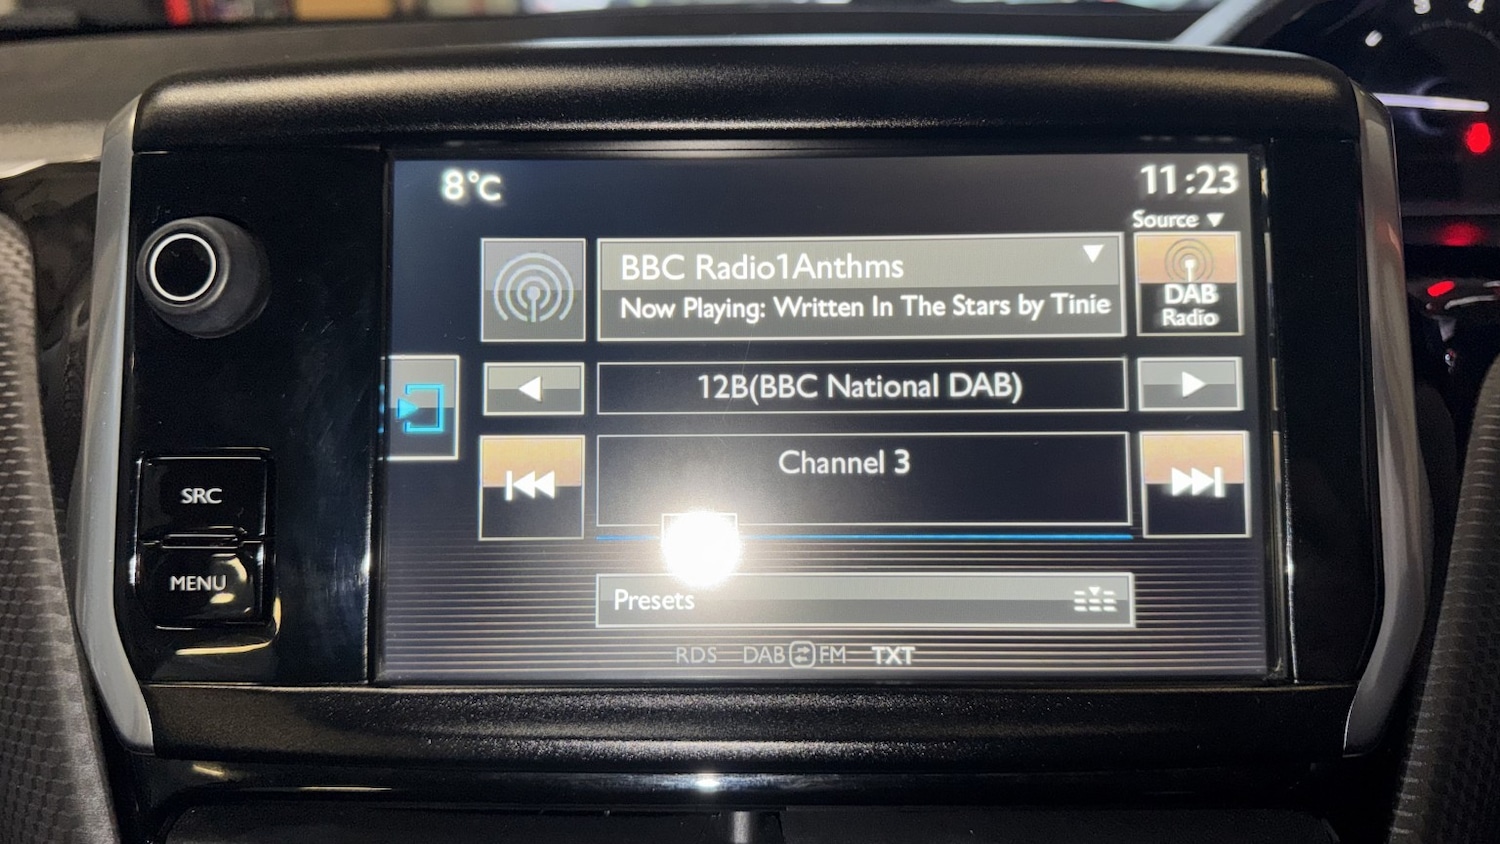 8°C
11:23
Source
BBC Radio1Anthms
Now Playing: Written In The Stars by Tinie
DAB
Radio
12B(BBC National DAB)
Channel 3
SRC
MENU
Presets
RDS DAB FM TXT